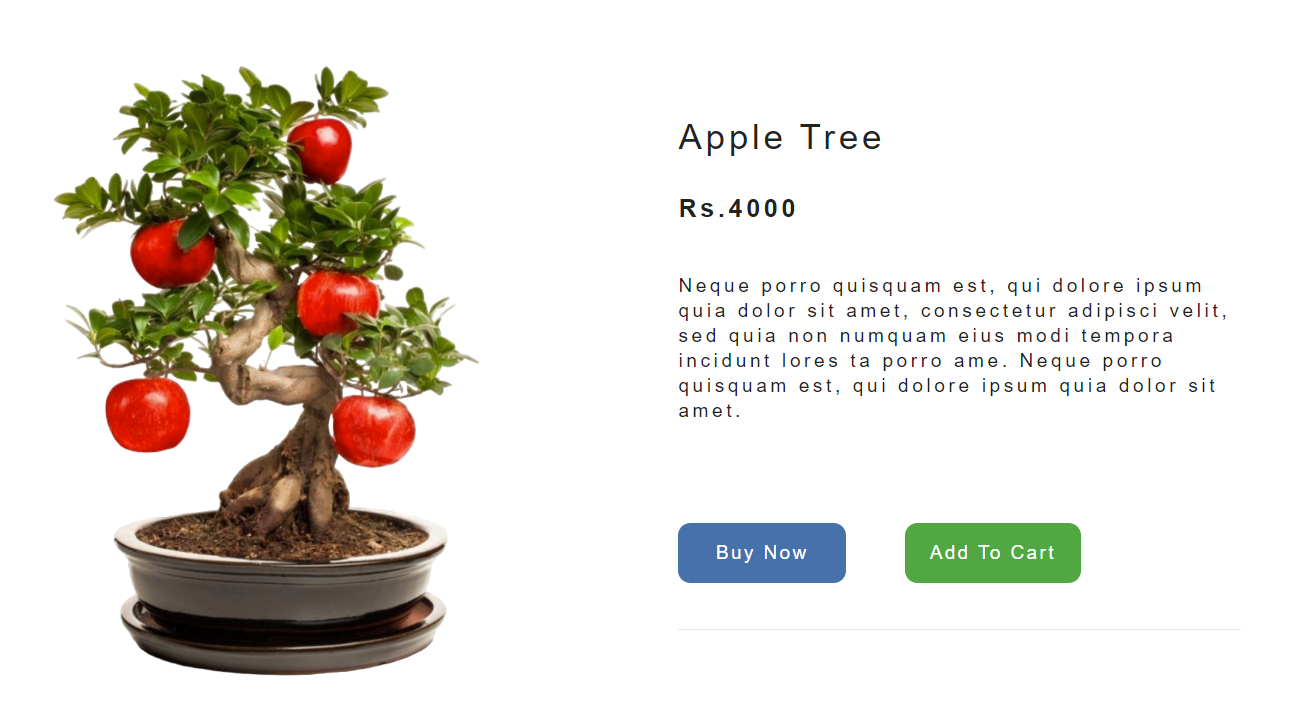 Apple Tree
Rs.4000
Neque porro quisquam est, qui dolore ipsum
quia dolor sit amet, consectetur adipisci velit,
sed quia non numquam eius modi tempora
incidunt lores ta porro ame. Neque porro
quisquam est, qui dolore ipsum quia dolor sit
amet.
Buy Now
Add To Cart